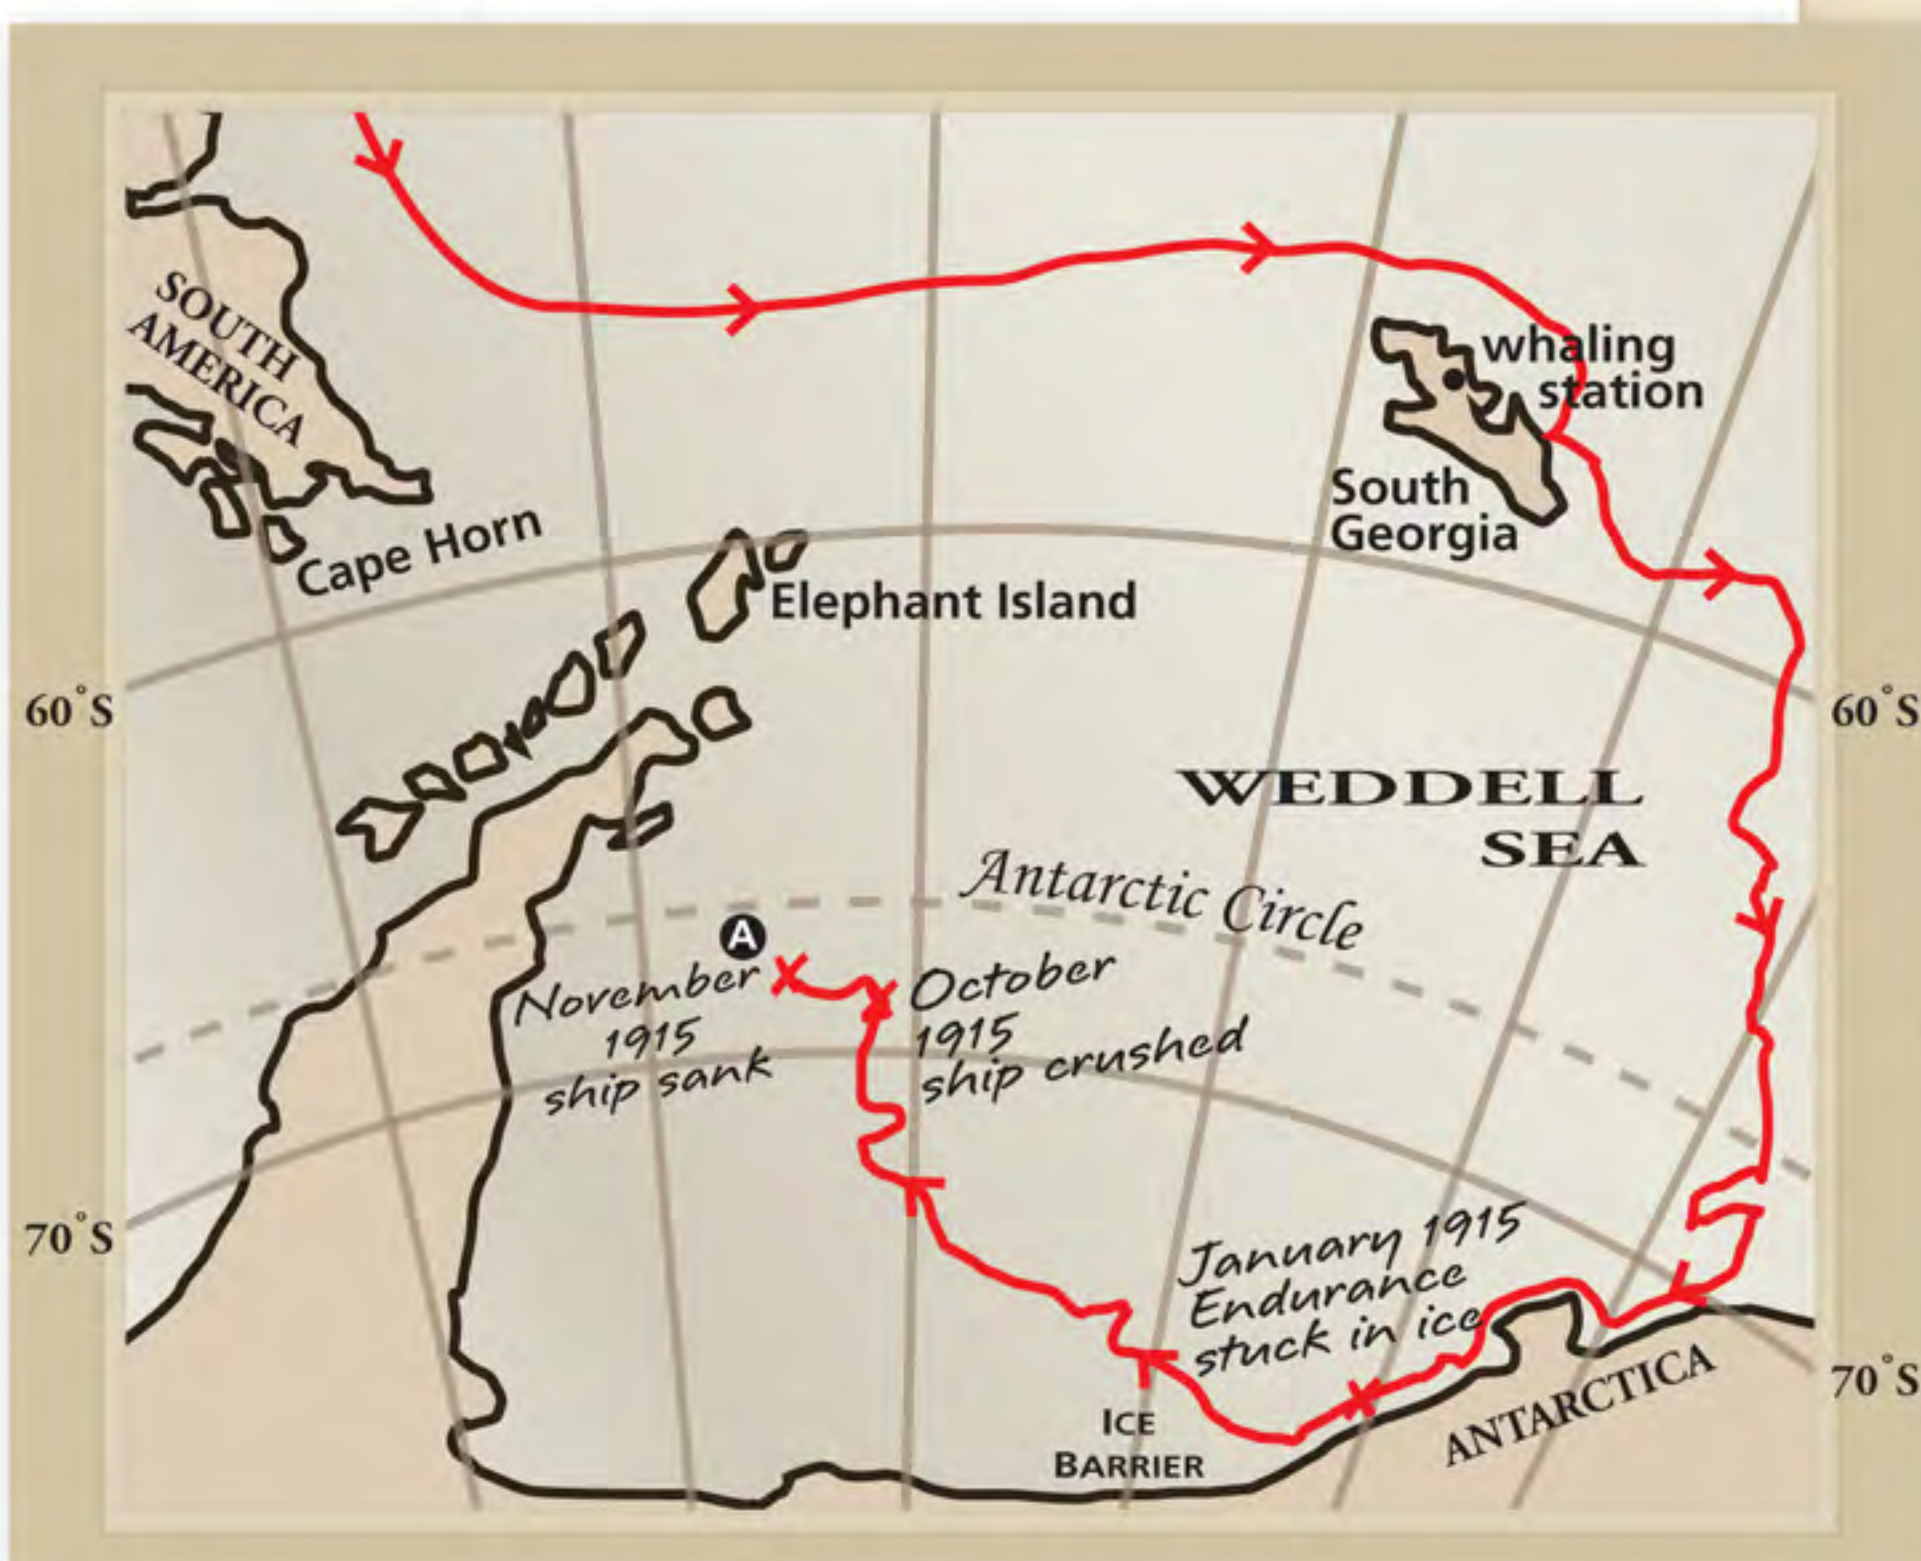 SOUTH
AMERICA
whaling
station
South
Georgia
Cape Horn
Elephant Island
60°S
60°S
WEDDELL
SEA
Antarctic Circle
A
November
1915
ship sank
October
1915
ship crushed
70°S
January 1915
Endurance
stuck in ice
70°S
ICE
BARRIER
ANTARCTICA